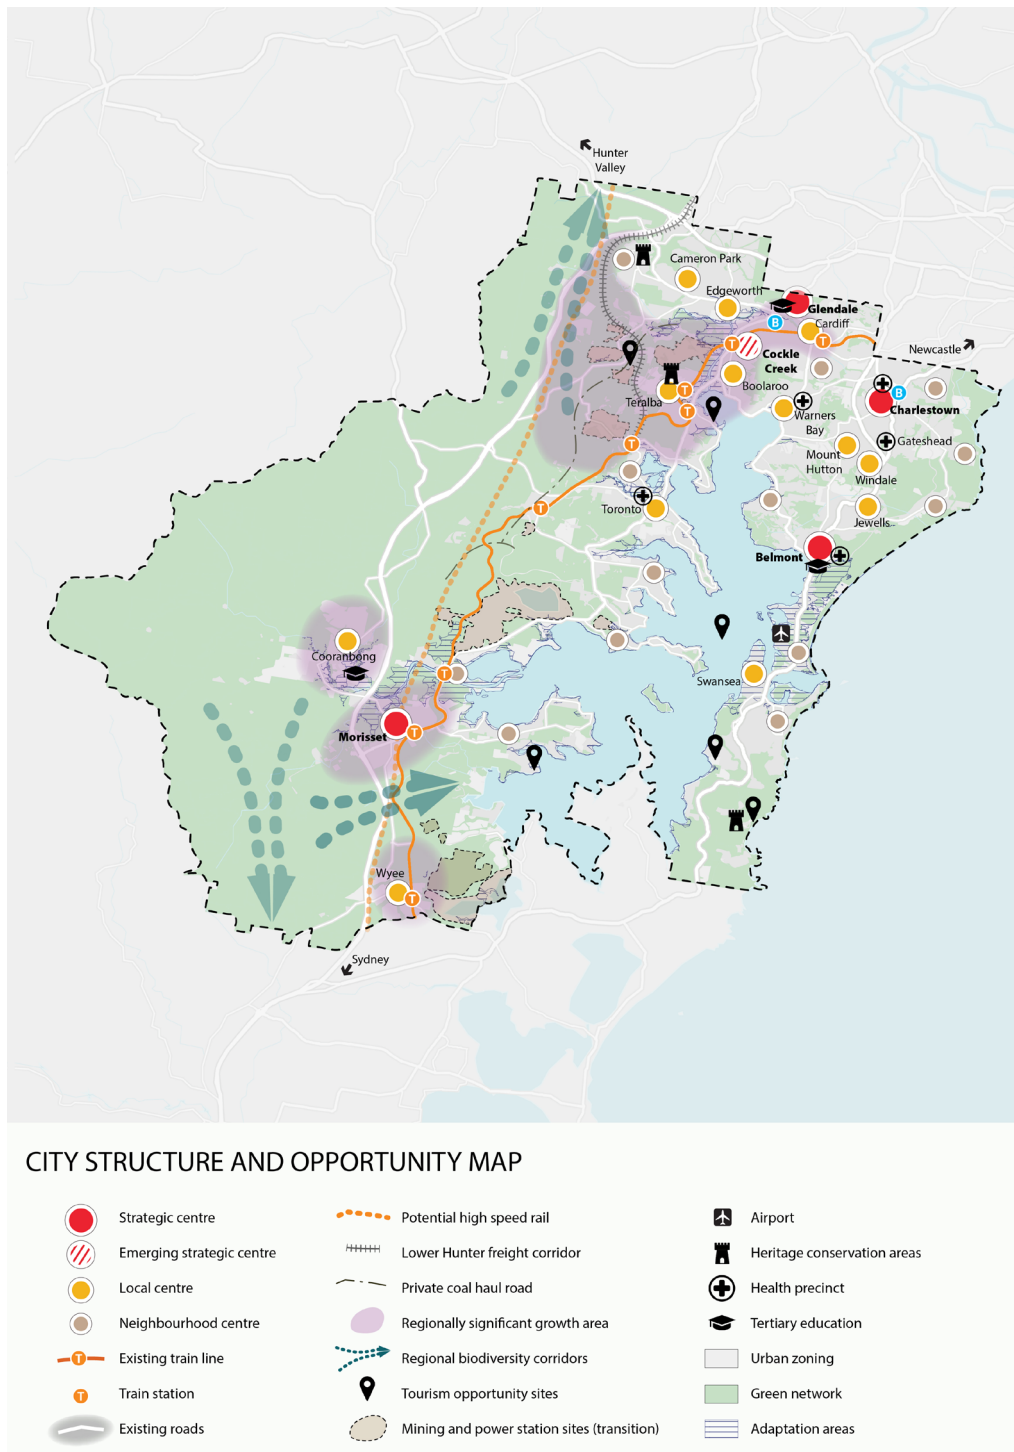 Hunter
Valley
Cameron Park
Edgeworth
Glendale
Cardiff
B
Newcastle
T
T
Cockle
Creek
Boolaroo
B
Teralba
T
Charlestown
T
Warners
Bay
T
Gateshead
Mount
Hutton
Windale
Toronto
T
Jewells
Belmont
Cooranbong
T
Swansea
Morisset
T
Wyee
T
Sydney
CITY STRUCTURE AND OPPORTUNITY MAP
Strategic centre
Emerging strategic centre
Local centre
Neighbourhood centre
T
Existing train line
T
Train station
Existing roads
Potential high speed rail
Lower Hunter freight corridor
Private coal haul road
Regionally significant growth area
Regional biodiversity corridors
Tourism opportunity sites
Mining and power station sites (transition)
Airport
Heritage conservation areas
Health precinct
Tertiary education
Urban zoning
Green network
Adaptation areas